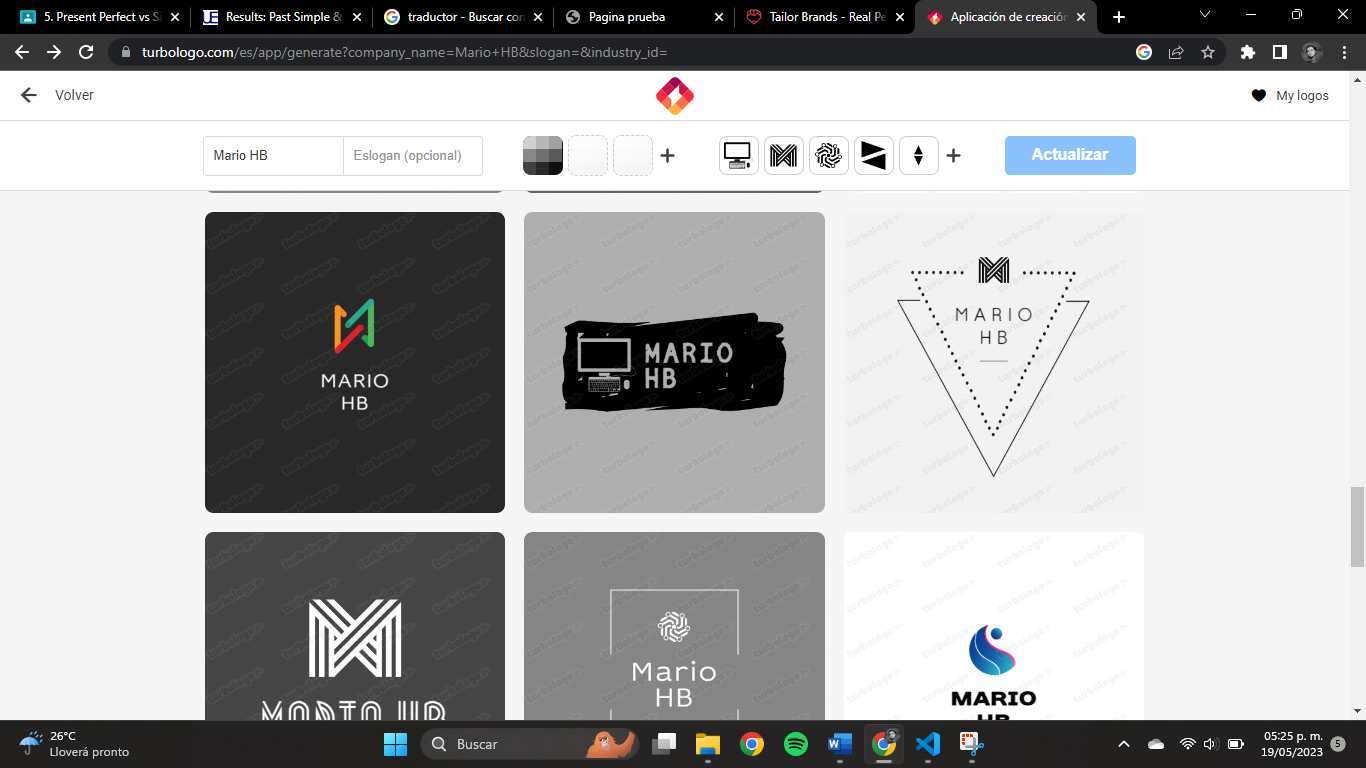 5. Present Perfect vs Si
Results: Past Simple &
traductor - Buscar con
Pagina prueba
Tailor Brands - Real Pe
Aplicación de creación
turbologo.com/es/app/generate?company_name=Mario+HB&slogan=&industry_id=
Volver
My logos
Mario HB
Eslogan (opcional)
Actualizar
MARIO
HB
MARIO
HB
MARIO
HB
MARIO HB
Mario
HB
MARIO
HB
26°C
Lloverá pronto
Buscar
05:25 p. m.
19/05/2023
5